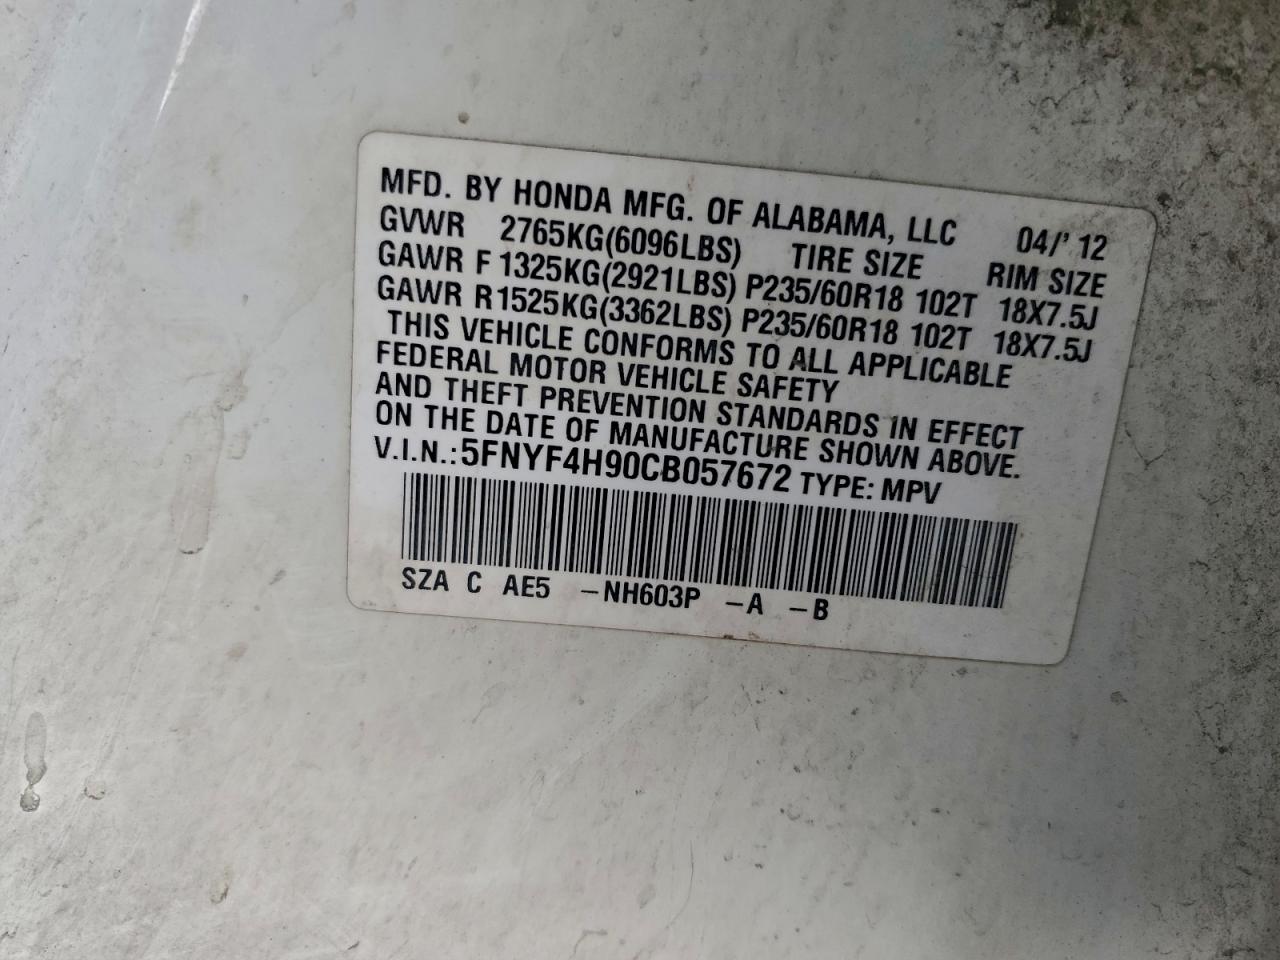 MFD. BY HONDA MFG. OF ALABAMA, LLC 04/' 12
GVWR 2765KG(6096LBS) TIRE SIZE RIM SIZE
GAWR F 1325KG(2921LBS) P235/60R18 102T 18X7.5J
GAWR R1525KG(3362LBS) P235/60R18 102T 18X7.5J
THIS VEHICLE CONFORMS TO ALL APPLICABLE
FEDERAL MOTOR VEHICLE SAFETY
AND THEFT PREVENTION STANDARDS IN EFFECT
ON THE DATE OF MANUFACTURE SHOWN ABOVE.
V.I.N.:5FNYF4H90CB057672 TYPE: MPV
SZA C AE5 –NH603P –A –B